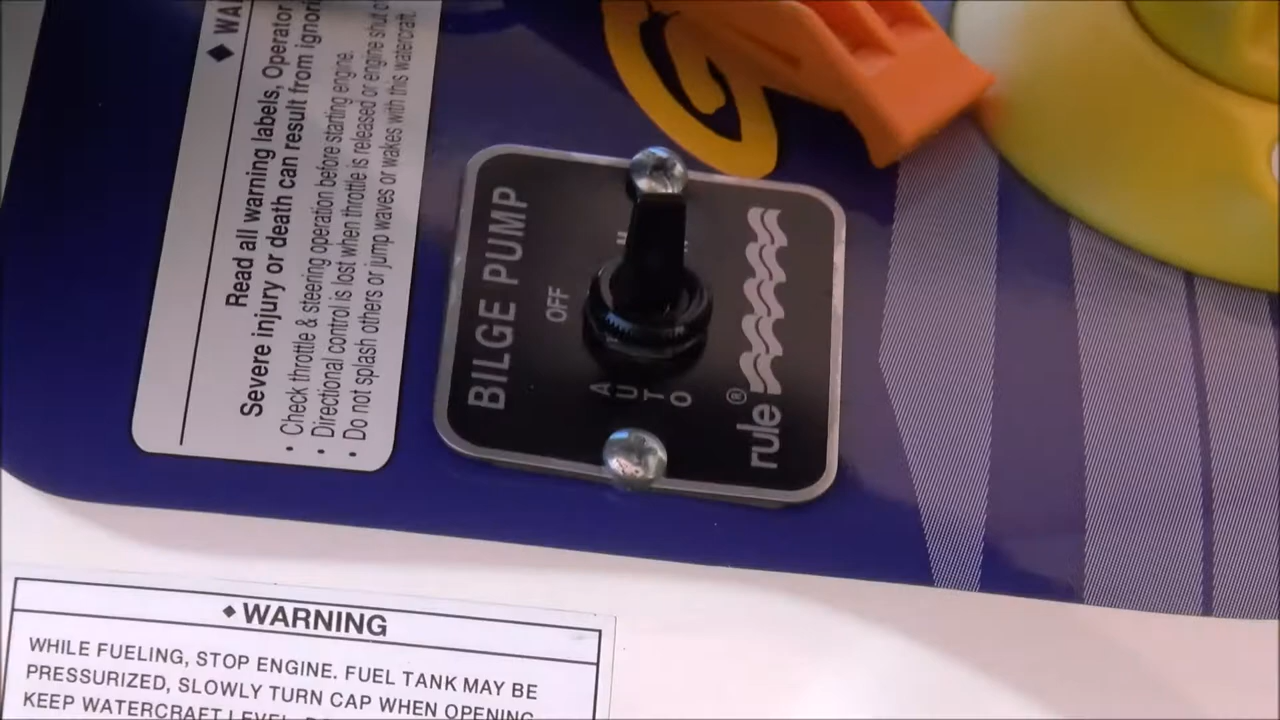 ◆ WA
Read all warning labels, Operator
Severe injury or death can result from ignori
• Check throttle & steering operation before starting engine.
• Directional control is lost when throttle is released or engine shut o
• Do not splash others or jump waves or wakes with this watercraft.
BILGE PUMP
OFF
AUTO
rule®
◆WARNING
WHILE FUELING, STOP ENGINE. FUEL TANK MAY BE
PRESSURIZED, SLOWLY TURN CAP WHEN OPENING
KEEP WATERCRAFT LEVEL.